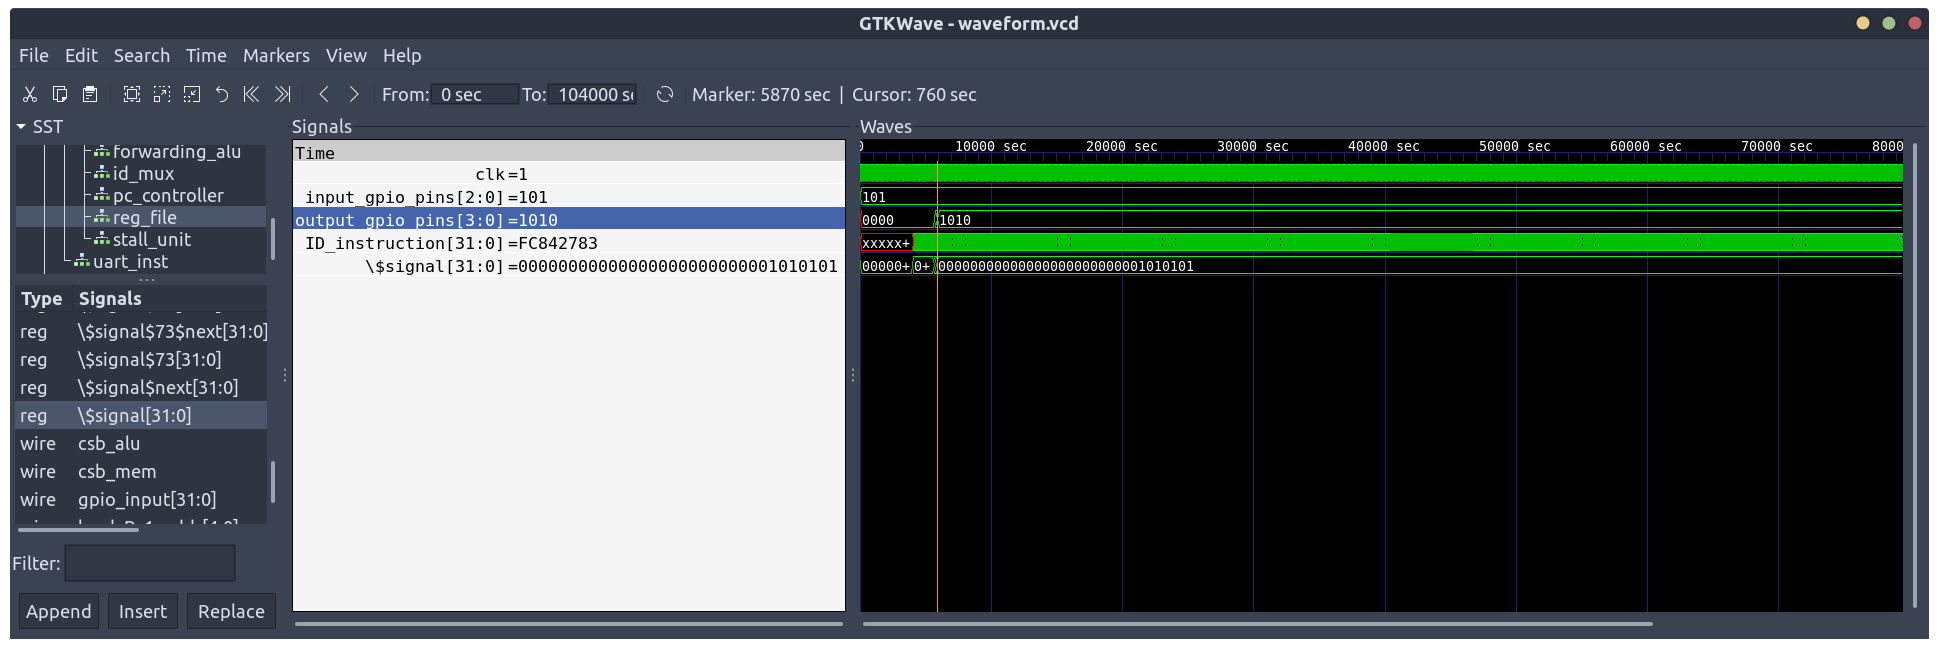 GTKWave - waveform.vcd
File Edit Search Time Markers View Help
From: 0 sec To: 104000 s Marker: 5870 sec | Cursor: 760 sec
SST
forwarding_alu
id_mux
pc_controller
reg_file
stall_unit
uart_inst
Type Signals
reg \$signal$73$next[31:0]
reg \$signal$73[31:0]
reg \$signal$next[31:0]
reg \$signal[31:0]
wire csb_alu
wire csb_mem
wire gpio_input[31:0]
Filter:
Append Insert Replace
Signals
Time
clk=1
input_gpio_pins[2:0]=101
output_gpio_pins[3:0]=1010
ID_instruction[31:0]=FC842783
\$signal[31:0]=00000000000000000000000001010101
Waves
0 10000 sec 20000 sec 30000 sec 40000 sec 50000 sec 60000 sec 70000 sec 8000
101
0000 1010
xxxxx+
00000+ 0+ 00000000000000000000000001010101